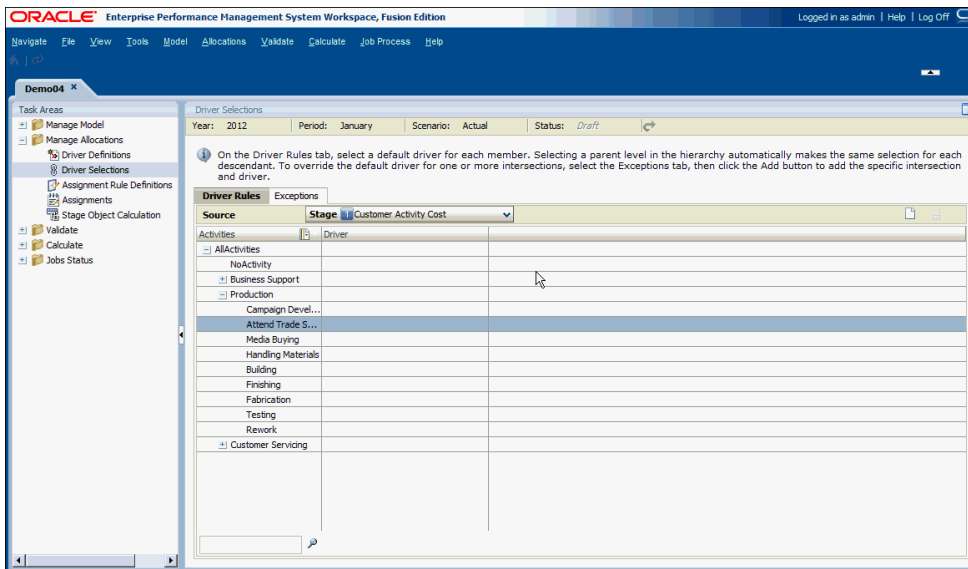 ORACLE Enterprise Performance Management System Workspace, Fusion Edition
Logged in as admin | Help | Log Off
Navigate File View Tools Model Allocations Validate Calculate Job Process Help
Demo04
Task Areas
Manage Model
Manage Allocations
Driver Definitions
Driver Selections
Assignment Rule Definitions
Assignments
Stage Object Calculation
Validate
Calculate
Jobs Status
Driver Selections
Year: 2012 Period: January Scenario: Actual Status: Draft
On the Driver Rules tab, select a default driver for each member. Selecting a parent level in the hierarchy automatically makes the same selection for each
descendant. To override the default driver for one or more intersections, select the Exceptions tab, then click the Add button to add the specific intersection
and driver.
Driver Rules Exceptions
Source Stage 1 Customer Activity Cost
Activities Driver
AllActivities
NoActivity
Business Support
Production
Campaign Devel...
Attend Trade S...
Media Buying
Handling Materials
Building
Finishing
Fabrication
Testing
Rework
Customer Servicing